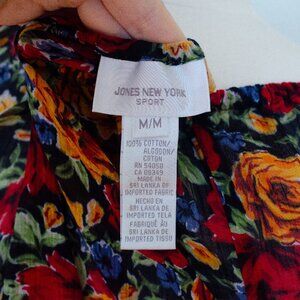 JONES NEW YORK
SPORT
M/M
100% COTTON/
ALGODON/
COTON
RN 54050
CA 09349
MADE IN
SRI LANKA OF
IMPORTED FABRIC
HECHO EN
SRI LANKA DE
IMPORTED TELA
FABRIQUÉ AU
SRI LANKA DE
IMPORTED TISSU